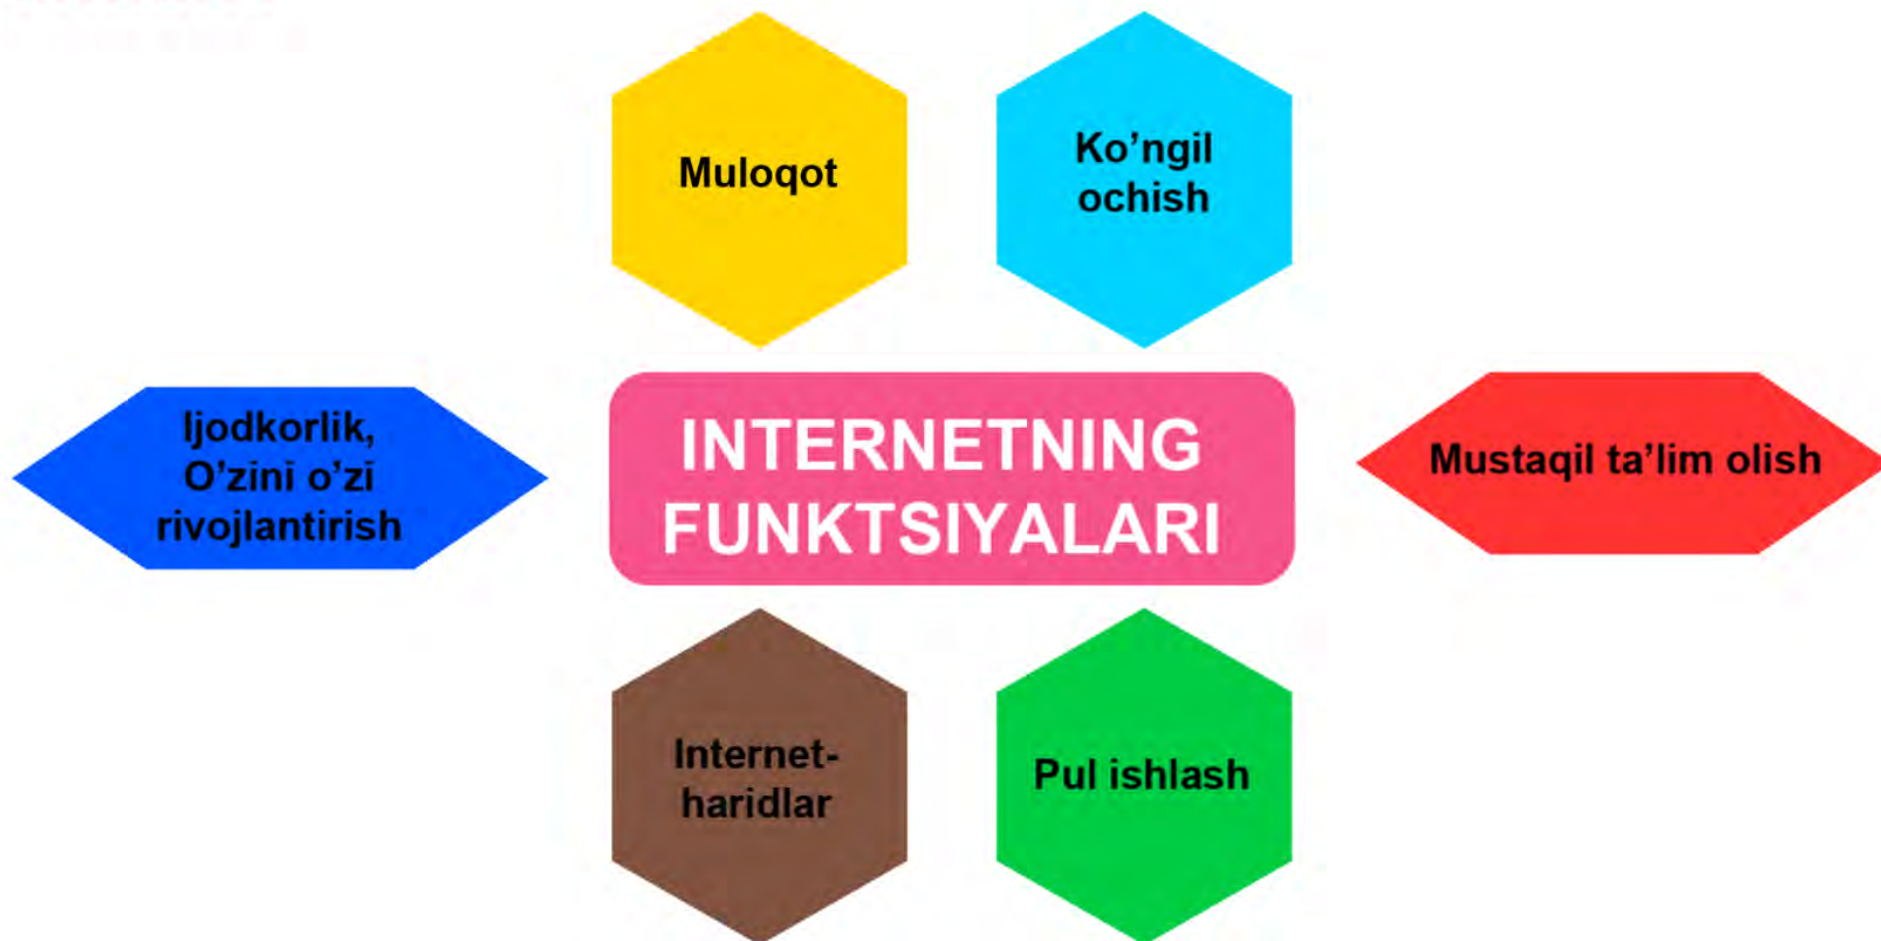 Muloqot
Ko’ngil
ochish
Ijodkorlik,
O’zini o’zi
rivojlantirish
INTERNETNING
FUNKTSIYALARI
Mustaqil ta’lim olish
Internet-
haridlar
Pul ishlash